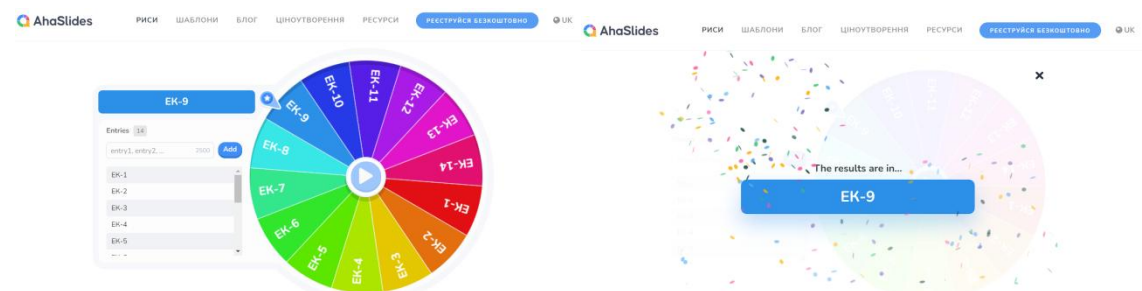 AhaSlides РИСИ ШАБЛОНИ БЛОГ ЦІНОУТВОРЕННЯ РЕСУРСИ РЕЄСТРУЙСЯ БЕЗКОШТОВНО UK
ЕК-9
Entries 14
entry1, entry2, ... 2500 Add
ЕК-1
ЕК-2
ЕК-3
ЕК-4
ЕК-5
ЕК-9
ЕК-10
ЕК-11
ЕК-12
ЕК-13
ЕК-14
ЕК-1
ЕК-2
ЕК-3
ЕК-4
ЕК-5
ЕК-6
ЕК-7
ЕК-8
AhaSlides РИСИ ШАБЛОНИ БЛОГ ЦІНОУТВОРЕННЯ РЕСУРСИ РЕЄСТРУЙСЯ БЕЗКОШТОВНО UK
The results are in...
ЕК-9